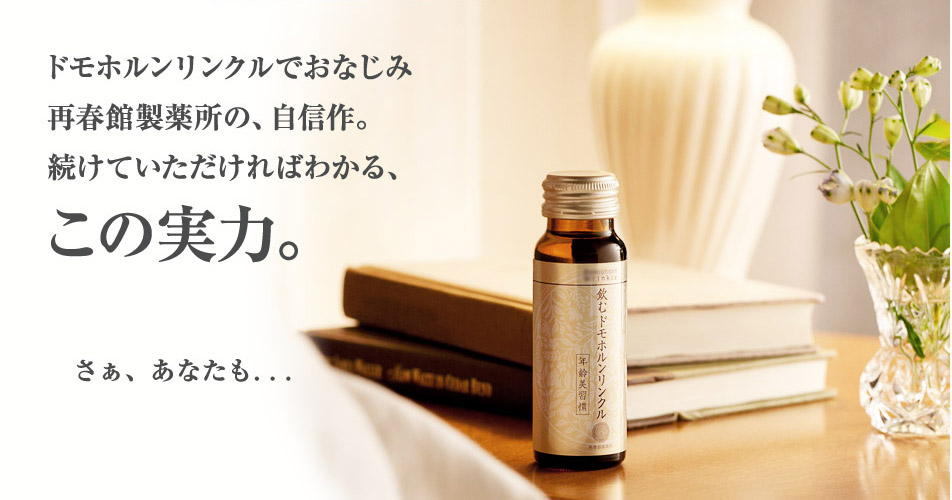 ドモホルンリンクルでおなじみ
再春館製薬所の、自信作。
続けていただければわかる、
この実力。
さぁ、あなたも...
飲むドモホルンリンクル
年齢美習慣